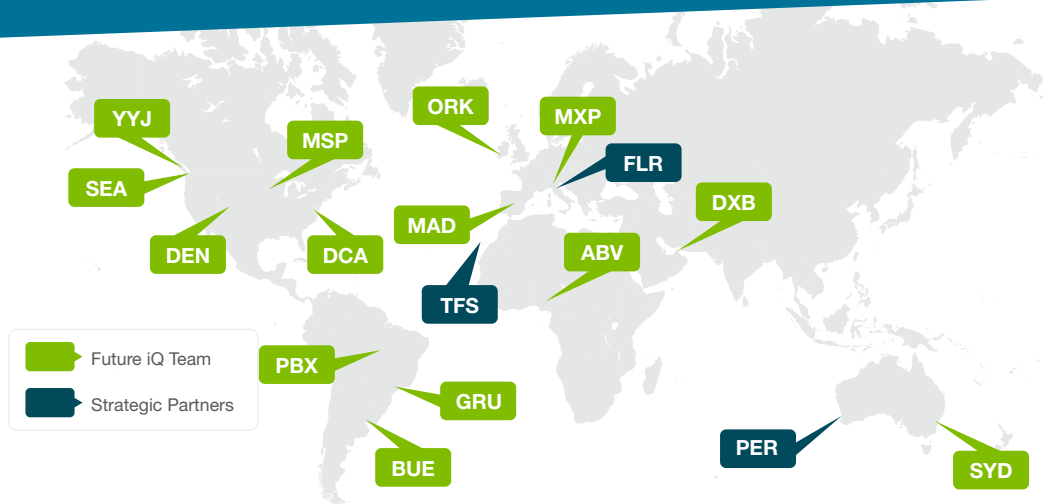 YYJ
ORK
MXP
MSP
FLR
SEA
DXB
MAD
DEN
DCA
ABV
TFS
Future iQ Team
Strategic Partners
PBX
GRU
PER
BUE
SYD